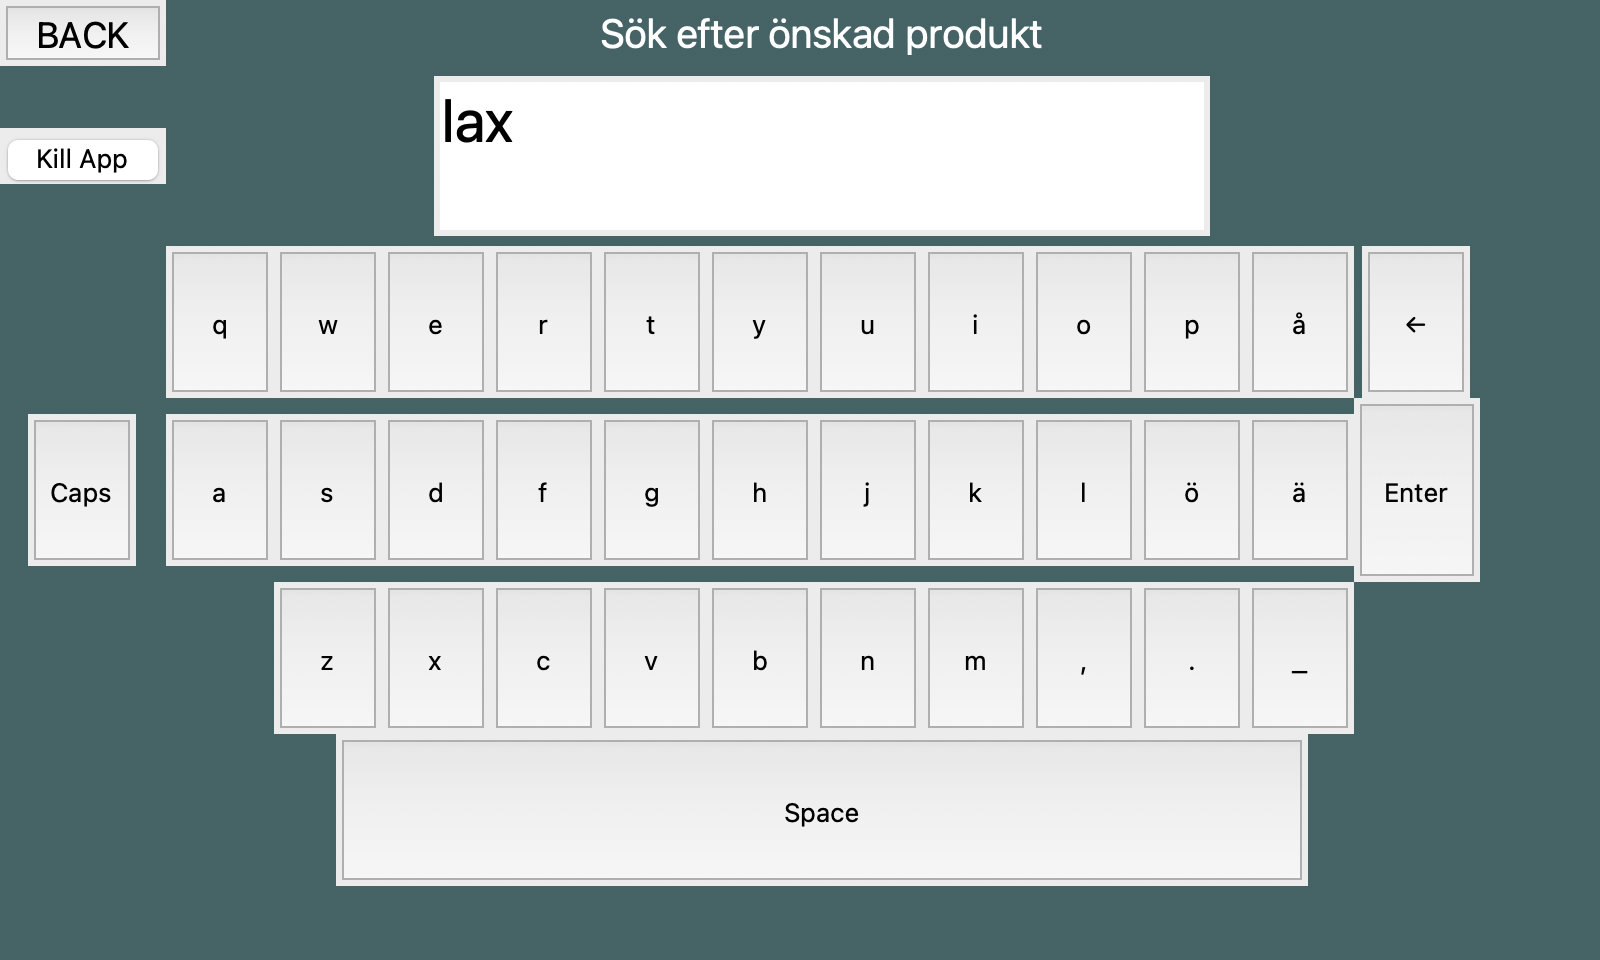 BACK
Sök efter önskad produkt
lax
Kill App
q w e r t y u i o p å ←
Caps a s d f g h j k l ö ä Enter
z x c v b n m , . _
Space